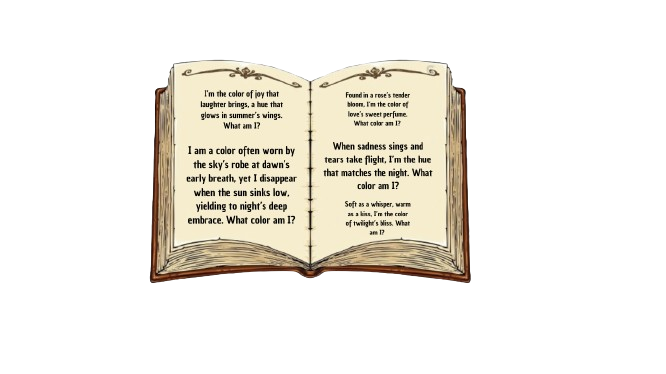 I'm the color of joy that
laughter brings, a hue that
glows in summer's wings.
What am I?
I am a color often worn by
the sky's robe at dawn's
early breath, yet I disappear
when the sun sinks low,
yielding to night's deep
embrace. What color am I?
Found in a rose's tender
bloom, I'm the color of
love's sweet perfume.
What color am I?
When sadness sings and
tears take flight, I'm the hue
that matches the night. What
color am I?
Soft as a whisper, warm
as a kiss, I'm the color
of twilight's bliss. What
am I?